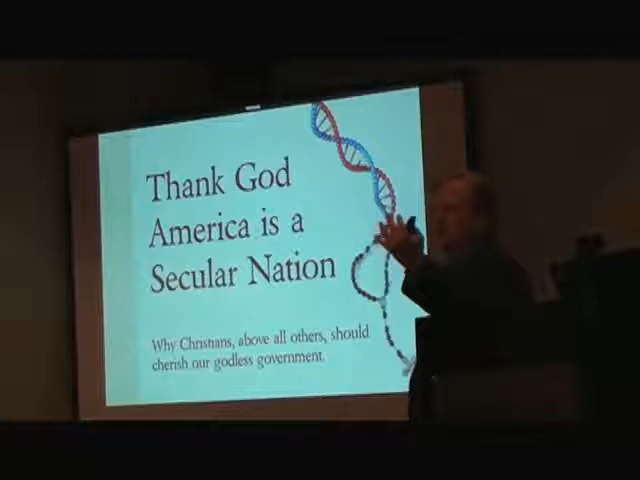 Thank God
America is a
Secular Nation
Why Christians, above all others, should
cherish our godless government.